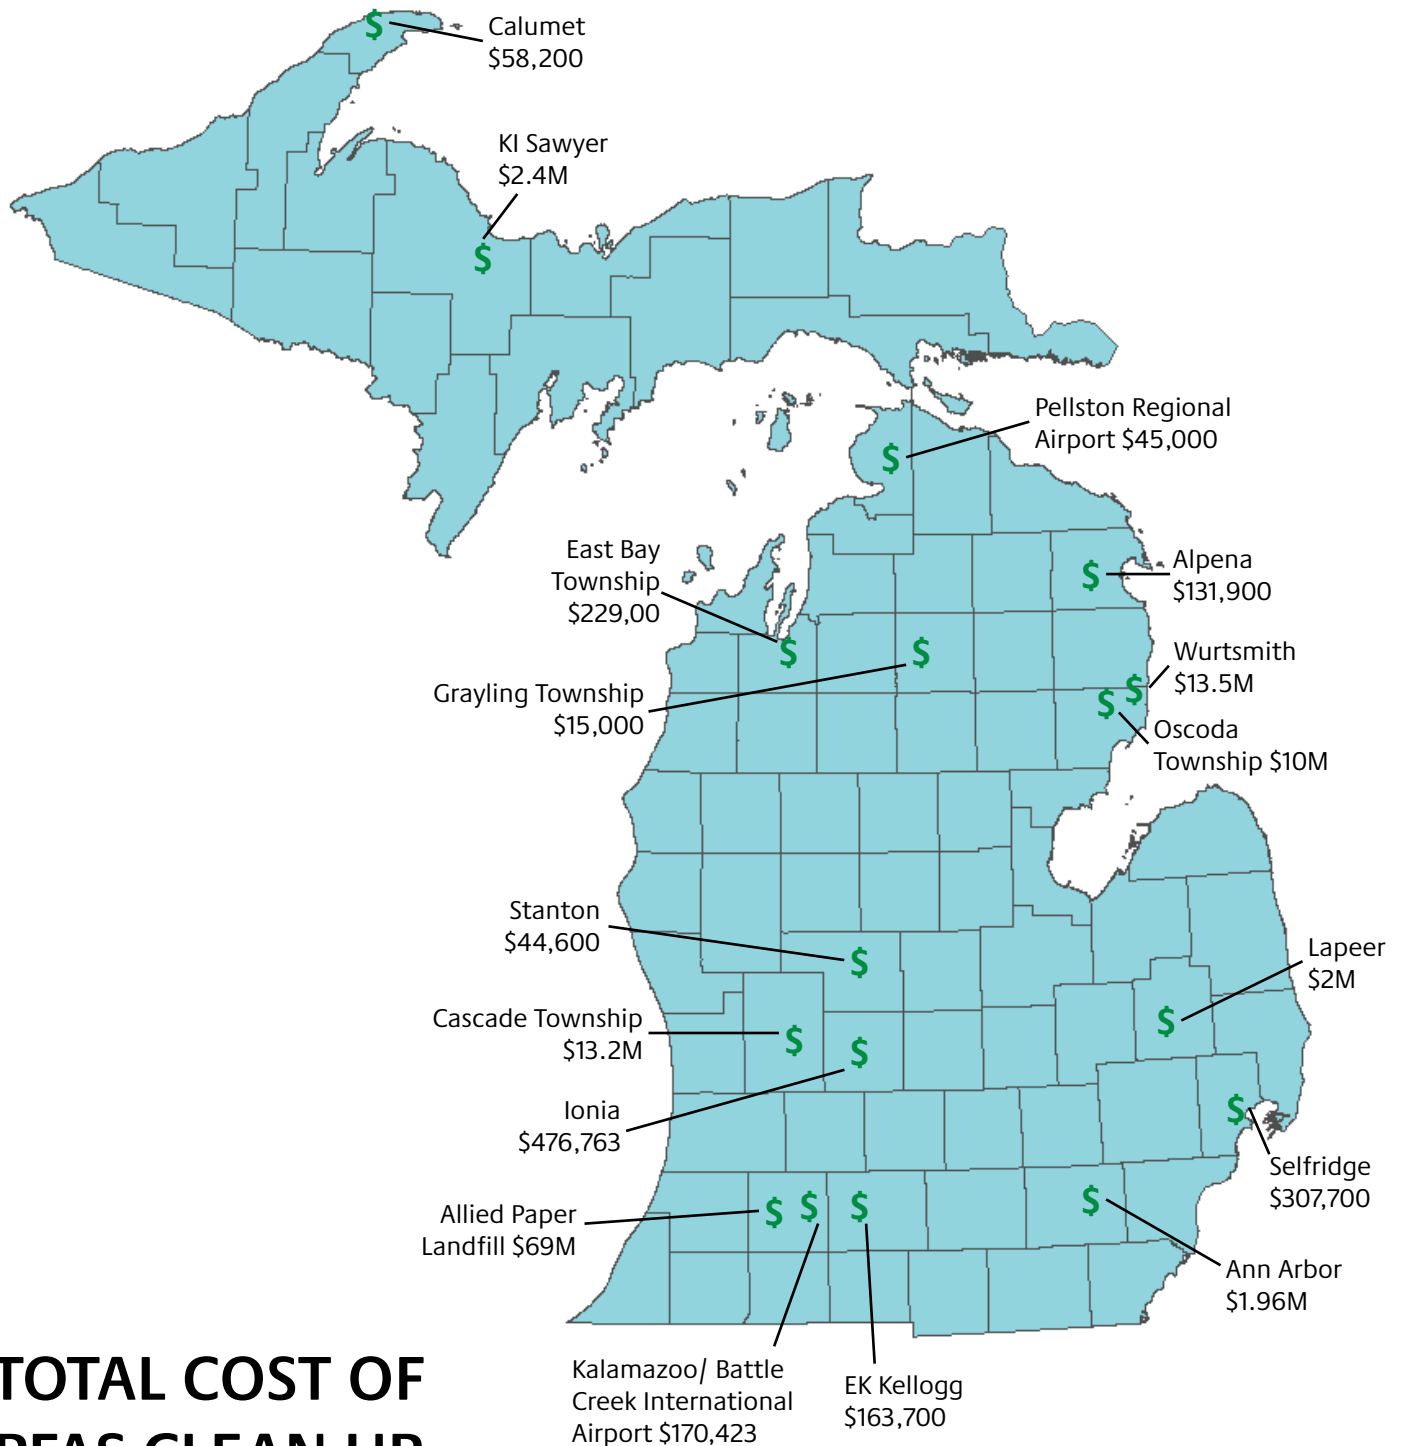 Calumet
$58,200
KI Sawyer
$2.4M
Pellston Regional
Airport $45,000
East Bay
Township
$229,00
Alpena
$131,900
Wurtsmith
$13.5M
Grayling Township
$15,000
Oscoda
Township $10M
Stanton
$44,600
Lapeer
$2M
Cascade Township
$13.2M
Ionia
$476,763
Selfridge
$307,700
Allied Paper
Landfill $69M
Ann Arbor
$1.96M
Kalamazoo/ Battle
Creek International
Airport $170,423
EK Kellogg
$163,700
TOTAL COST OF
PFAS CLEAN UP